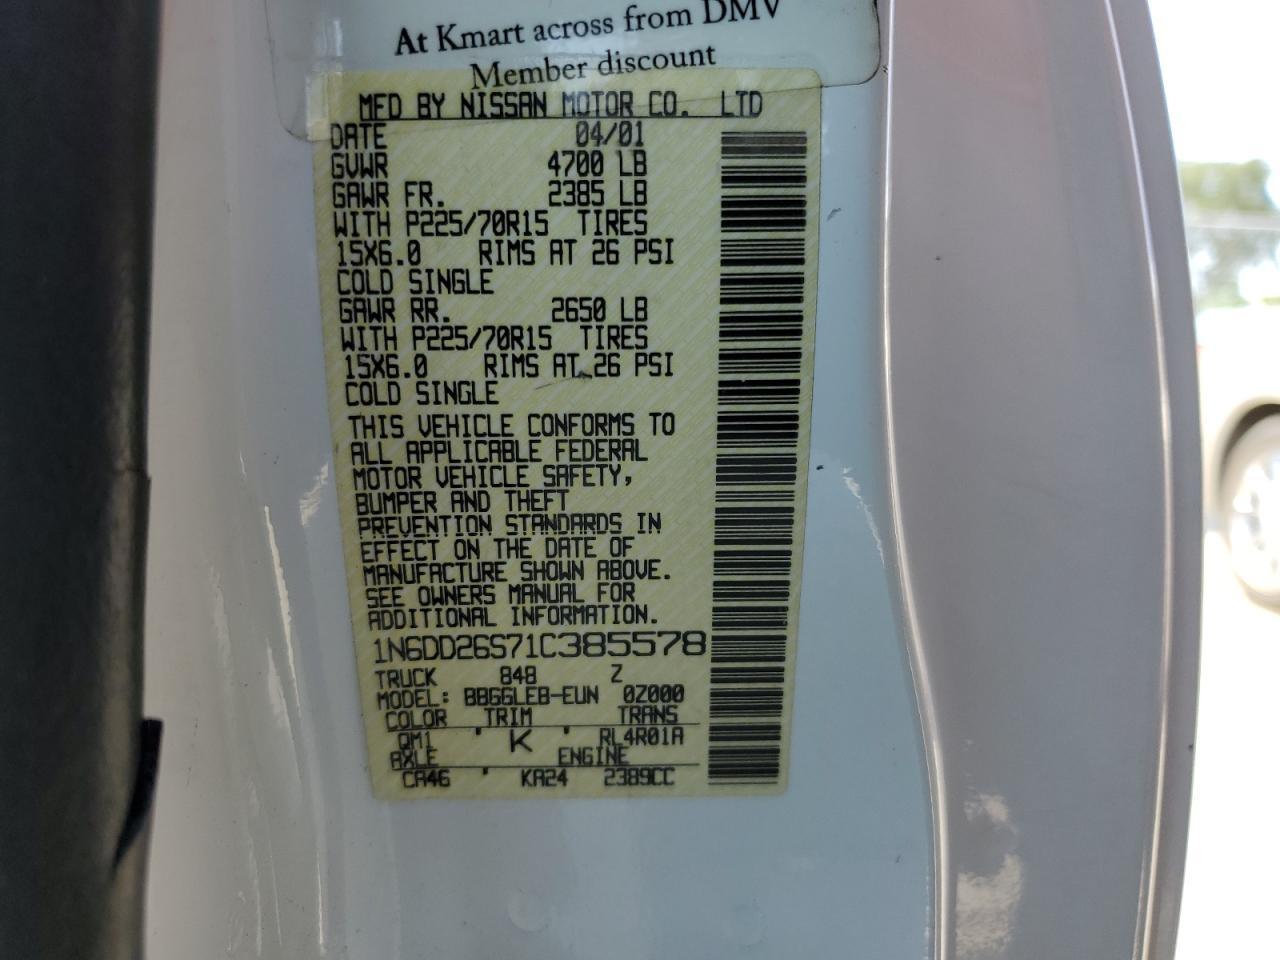 At Kmart across from DMV
Member discount
MFD BY NISSAN MOTOR CO. LTD
DATE 04/01
GVWR 4700 LB
GAWR FR. 2385 LB
WITH P225/70R15 TIRES
15X6.0 RIMS AT 26 PSI
COLD SINGLE
GAWR RR. 2650 LB
WITH P225/70R15 TIRES
15X6.0 RIMS AT 26 PSI
COLD SINGLE
THIS VEHICLE CONFORMS TO
ALL APPLICABLE FEDERAL
MOTOR VEHICLE SAFETY,
BUMPER AND THEFT
PREVENTION STANDARDS IN
EFFECT ON THE DATE OF
MANUFACTURE SHOWN ABOVE.
SEE OWNERS MANUAL FOR
ADDITIONAL INFORMATION.
1N6DD26S71C385578
TRUCK 848 Z
MODEL: BBGGLEB-EUN 0Z000
COLOR TRIM TRANS
QM1 K RL4R01A
AXLE ENGINE
CA46 KA24 2389CC